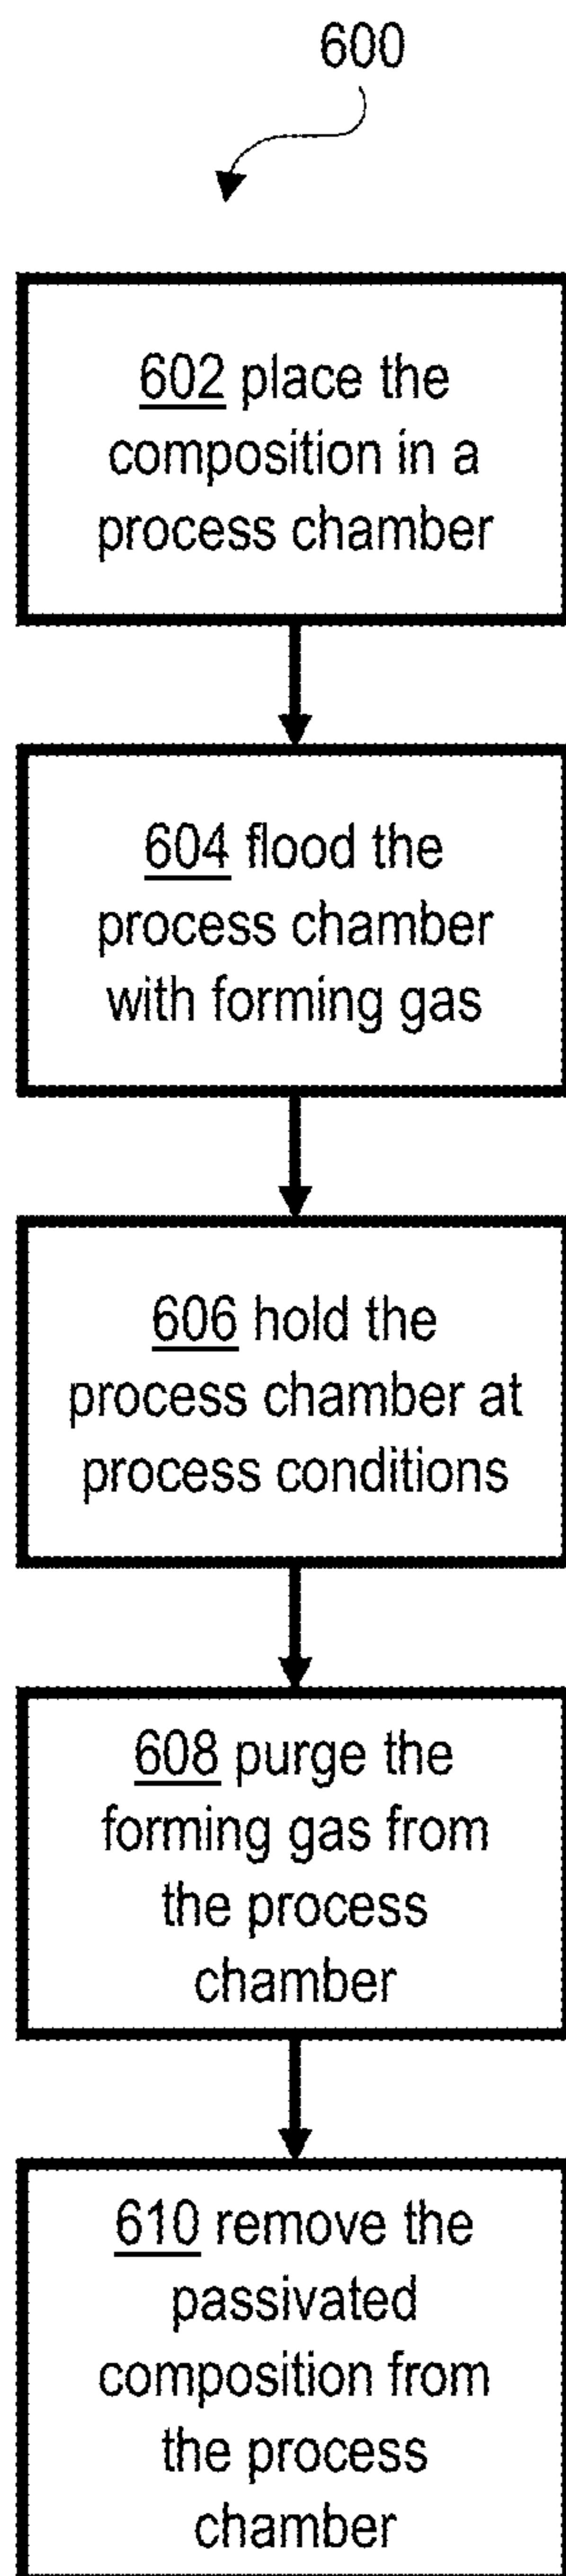 600
602 place the
composition in a
process chamber
604 flood the
process chamber
with forming gas
606 hold the
process chamber at
process conditions
608 purge the
forming gas from
the process
chamber
610 remove the
passivated
composition from
the process
chamber